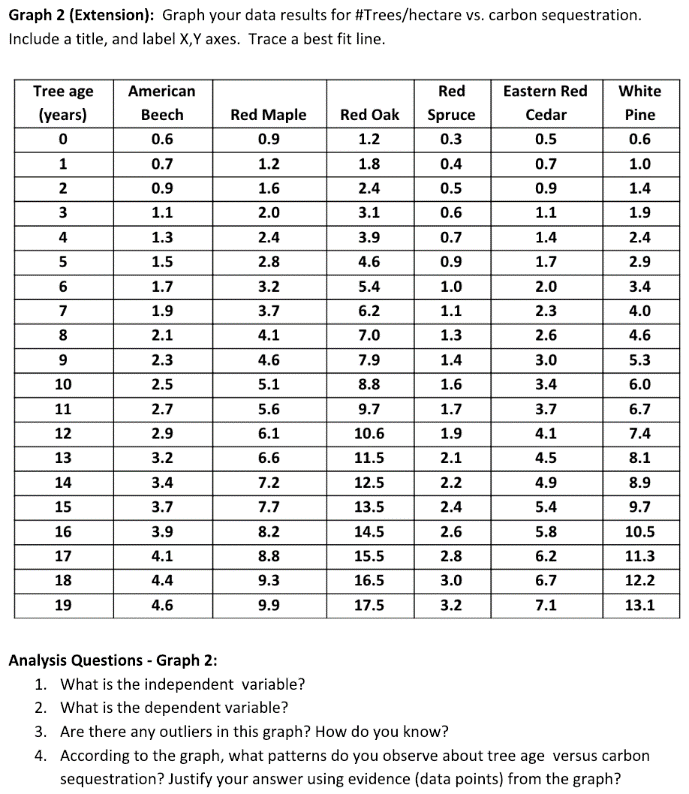 Graph 2 (Extension): Graph your data results for #Trees/hectare vs. carbon sequestration.
Include a title, and label X,Y axes. Trace a best fit line.
Tree age (years) American Beech Red Maple Red Oak Red Spruce Eastern Red Cedar White Pine
0 0.6 0.9 1.2 0.3 0.5 0.6
1 0.7 1.2 1.8 0.4 0.7 1.0
2 0.9 1.6 2.4 0.5 0.9 1.4
3 1.1 2.0 3.1 0.6 1.1 1.9
4 1.3 2.4 3.9 0.7 1.4 2.4
5 1.5 2.8 4.6 0.9 1.7 2.9
6 1.7 3.2 5.4 1.0 2.0 3.4
7 1.9 3.7 6.2 1.1 2.3 4.0
8 2.1 4.1 7.0 1.3 2.6 4.6
9 2.3 4.6 7.9 1.4 3.0 5.3
10 2.5 5.1 8.8 1.6 3.4 6.0
11 2.7 5.6 9.7 1.7 3.7 6.7
12 2.9 6.1 10.6 1.9 4.1 7.4
13 3.2 6.6 11.5 2.1 4.5 8.1
14 3.4 7.2 12.5 2.2 4.9 8.9
15 3.7 7.7 13.5 2.4 5.4 9.7
16 3.9 8.2 14.5 2.6 5.8 10.5
17 4.1 8.8 15.5 2.8 6.2 11.3
18 4.4 9.3 16.5 3.0 6.7 12.2
19 4.6 9.9 17.5 3.2 7.1 13.1
Analysis Questions - Graph 2:
1. What is the independent variable?
2. What is the dependent variable?
3. Are there any outliers in this graph? How do you know?
4. According to the graph, what patterns do you observe about tree age versus carbon
sequestration? Justify your answer using evidence (data points) from the graph?